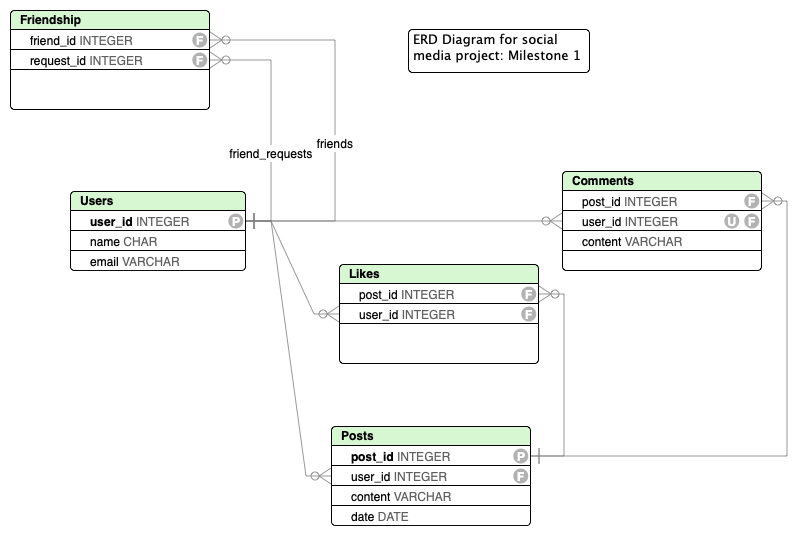 Friendship
friend_id INTEGER F
request_id INTEGER F
ERD Diagram for social
media project: Milestone 1
friends
friend_requests
Users
user_id INTEGER P
name CHAR
email VARCHAR
Comments
post_id INTEGER F
user_id INTEGER U F
content VARCHAR
Likes
post_id INTEGER F
user_id INTEGER F
Posts
post_id INTEGER P
user_id INTEGER F
content VARCHAR
date DATE